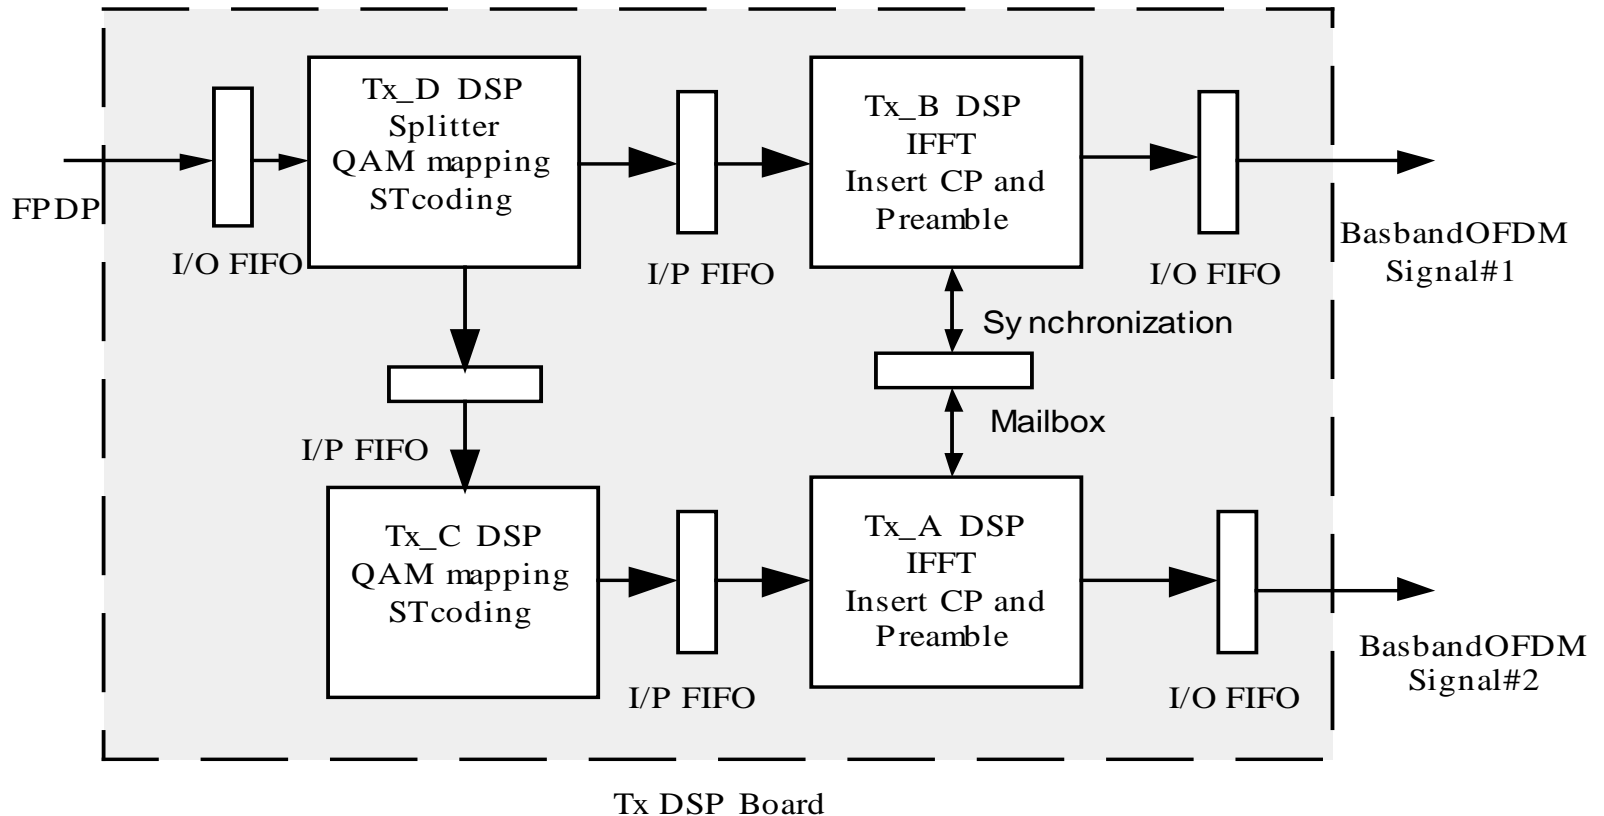 Tx_D DSP
Splitter
QAM mapping
STcoding
Tx_B DSP
IFFT
Insert CP and
Preamble
FPDP
I/O FIFO
I/P FIFO
I/O FIFO
BasbandOFDM
Signal#1
Synchronization
Mailbox
I/P FIFO
Tx_C DSP
QAM mapping
STcoding
Tx_A DSP
IFFT
Insert CP and
Preamble
I/P FIFO
I/O FIFO
BasbandOFDM
Signal#2
Tx DSP Board